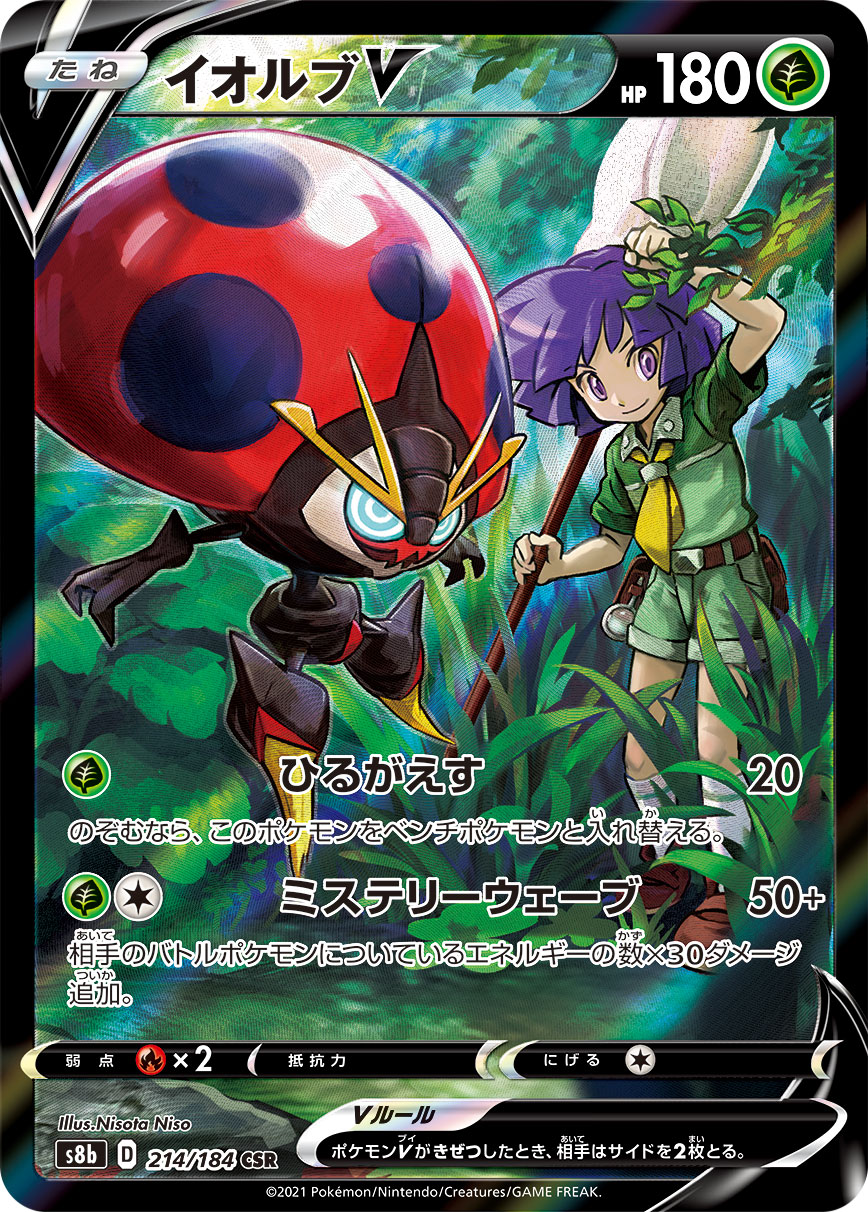 たね イオルブV HP 180
ひるがえす 20
のぞむなら、このポケモンをベンチポケモンと入れ替える。
ミステリーウェーブ 50+
相手のバトルポケモンについているエネルギーの数×30ダメージ
追加。
弱点 ×2 抵抗力 にげる
Illus.Nisota Niso
Vルール
ポケモンVがきぜつしたとき、相手はサイドを2枚とる。
s8b D 214/184 CSR
©2021 Pokémon/Nintendo/Creatures/GAME FREAK.